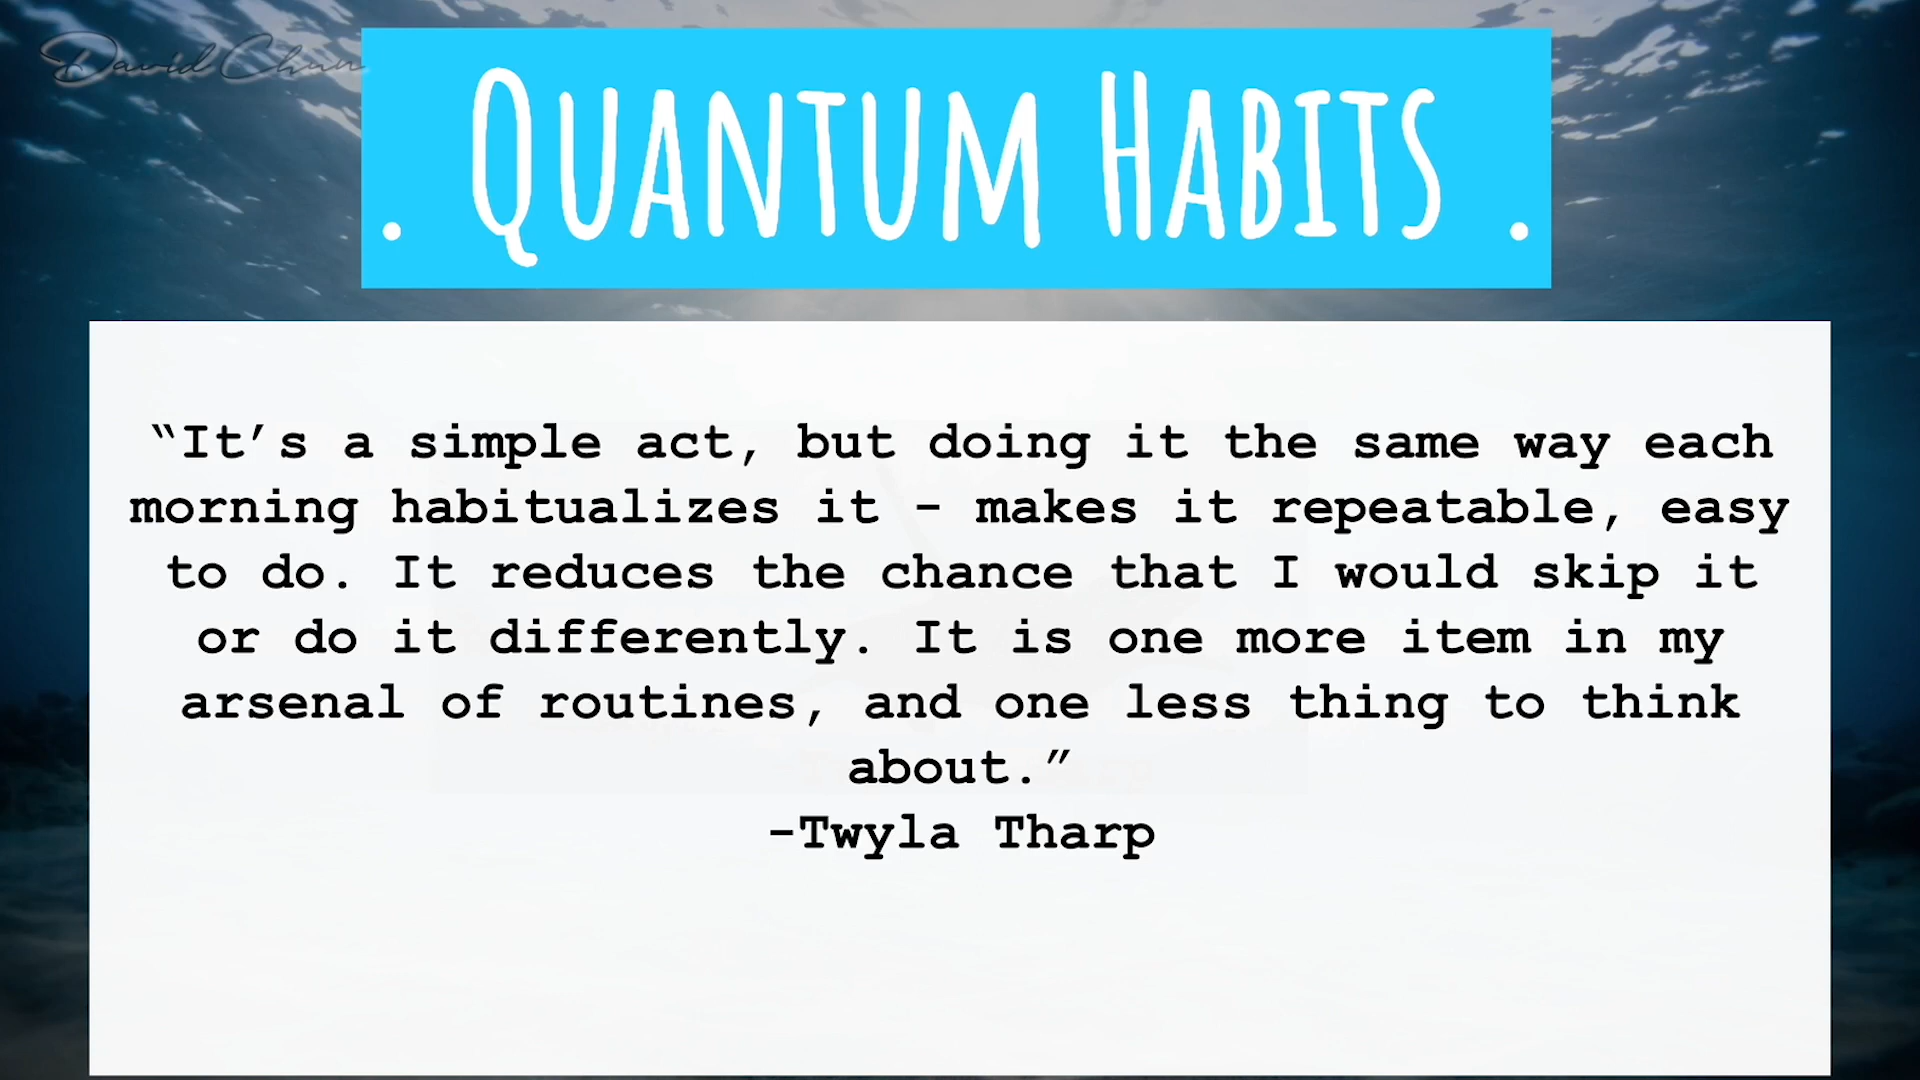 David Chun
. Quantum Habits .
“It’s a simple act, but doing it the same way each
morning habitualizes it - makes it repeatable, easy
to do. It reduces the chance that I would skip it
or do it differently. It is one more item in my
arsenal of routines, and one less thing to think
about.”
-Twyla Tharp